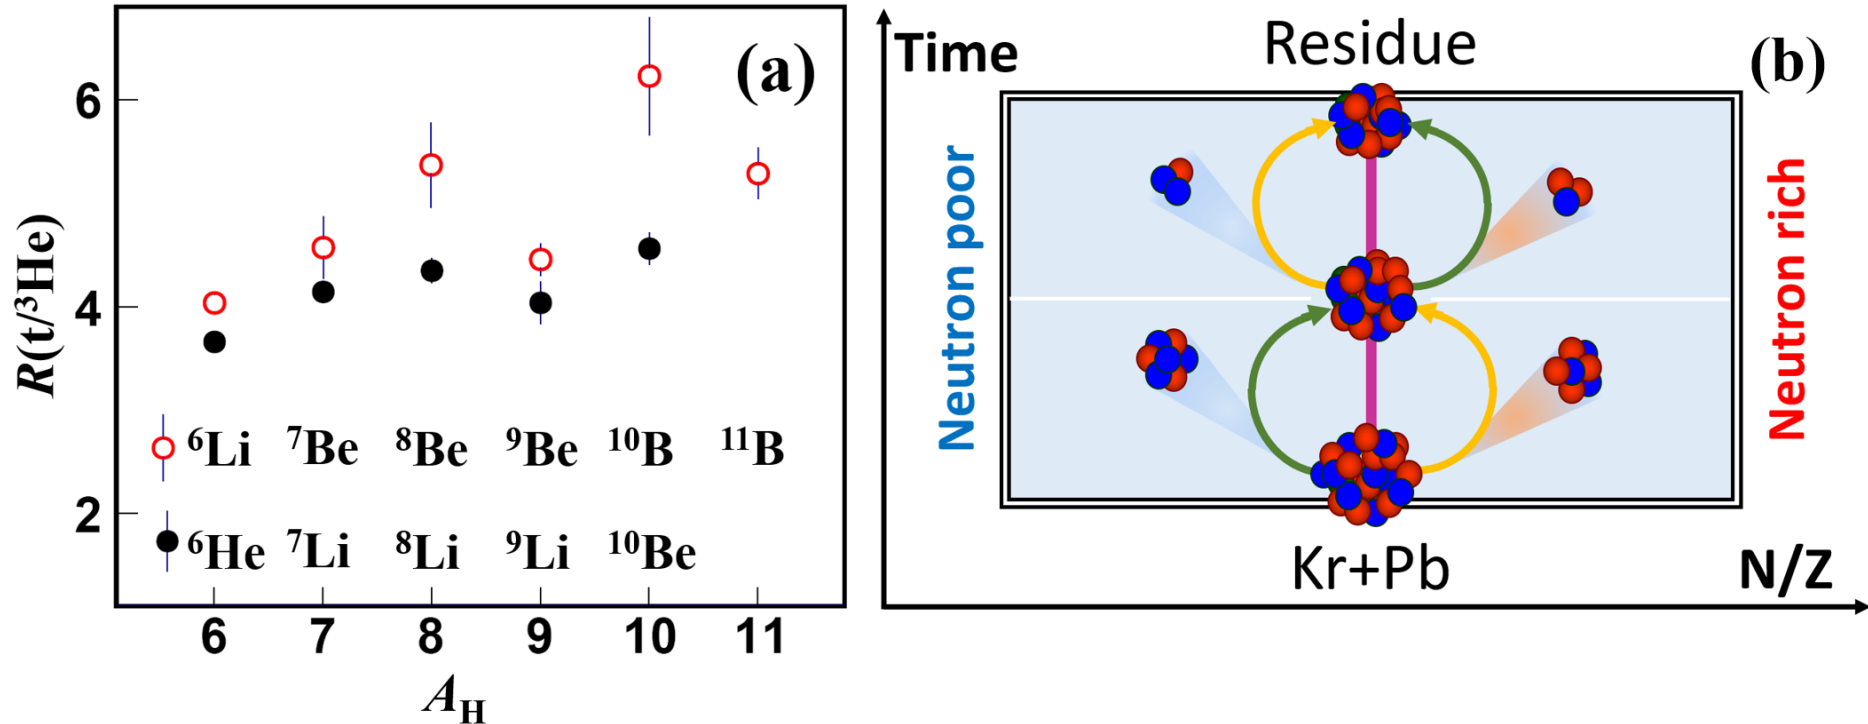 (a)
R(t/³He)
6
4
2
⁶Li ⁷Be ⁸Be ⁹Be ¹⁰B ¹¹B
⁶He ⁷Li ⁸Li ⁹Li ¹⁰Be
6 7 8 9 10 11
A_H
(b)
Time
Residue
Neutron poor
Neutron rich
Kr+Pb
N/Z